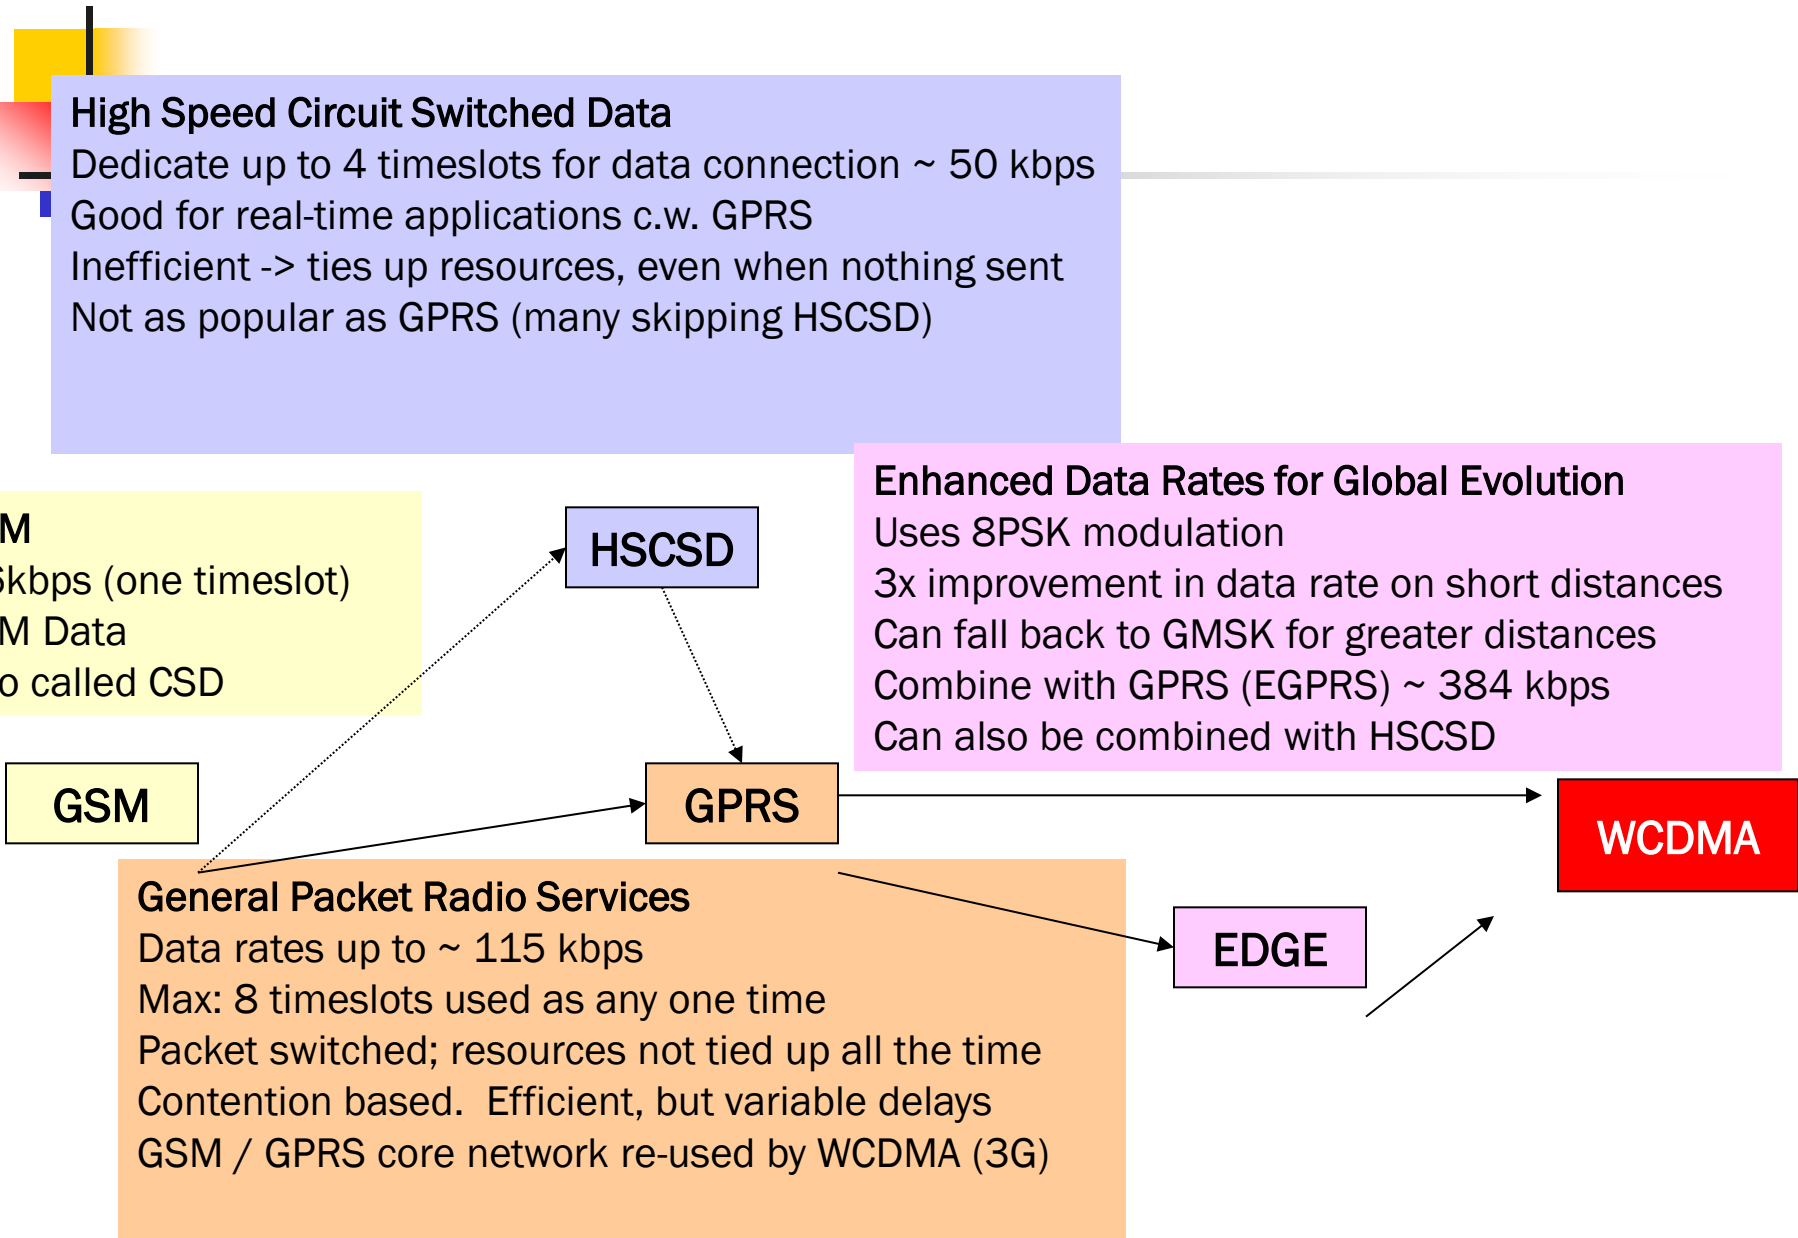 High Speed Circuit Switched Data
Dedicate up to 4 timeslots for data connection ~ 50 kbps
Good for real-time applications c.w. GPRS
Inefficient -> ties up resources, even when nothing sent
Not as popular as GPRS (many skipping HSCSD)
M
kbps (one timeslot)
M Data
o called CSD
HSCSD
Enhanced Data Rates for Global Evolution
Uses 8PSK modulation
3x improvement in data rate on short distances
Can fall back to GMSK for greater distances
Combine with GPRS (EGPRS) ~ 384 kbps
Can also be combined with HSCSD
GSM
GPRS
WCDMA
General Packet Radio Services
Data rates up to ~ 115 kbps
Max: 8 timeslots used as any one time
Packet switched; resources not tied up all the time
Contention based.  Efficient, but variable delays
GSM / GPRS core network re-used by WCDMA (3G)
EDGE